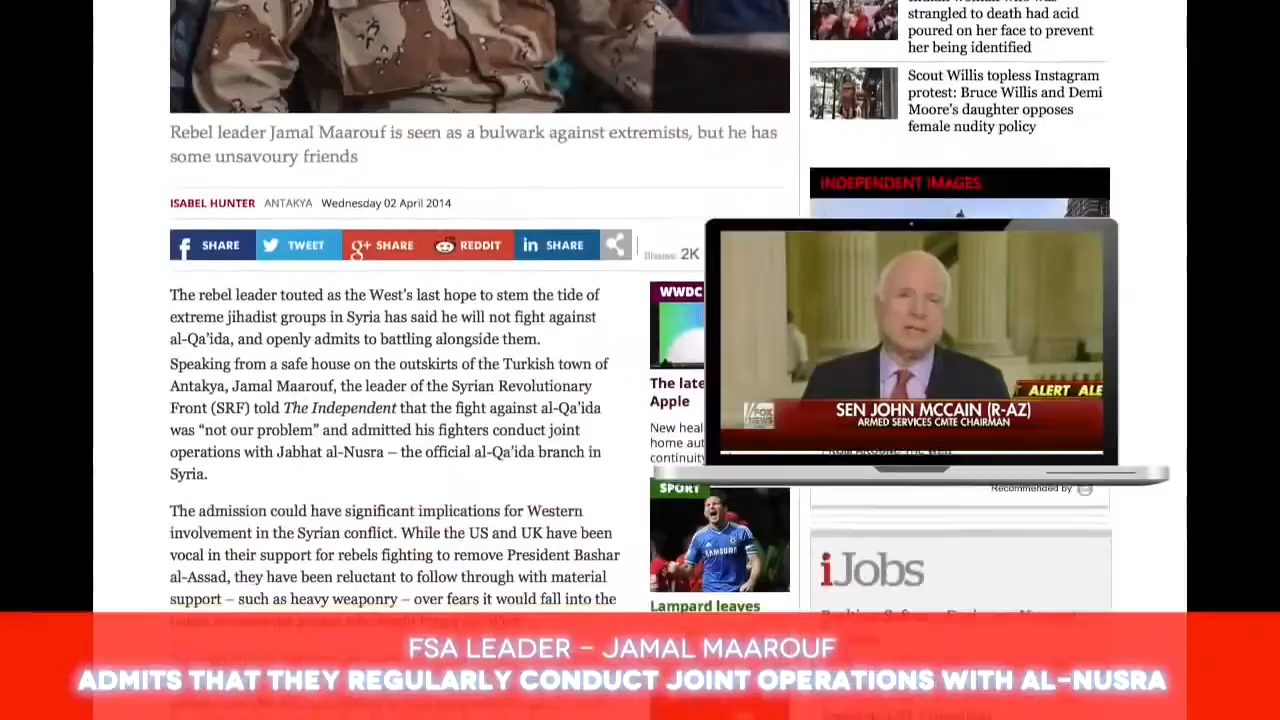 Rebel leader Jamal Maarouf is seen as a bulwark against extremists, but he has
some unsavoury friends
ISABEL HUNTER ANTAKYA Wednesday 02 April 2014
f SHARE
TWEET
g+ SHARE
REDDIT
in SHARE
Shares: 2K
The rebel leader touted as the West's last hope to stem the tide of
extreme jihadist groups in Syria has said he will not fight against
al-Qa'ida, and openly admits to battling alongside them.
Speaking from a safe house on the outskirts of the Turkish town of
Antakya, Jamal Maarouf, the leader of the Syrian Revolutionary
Front (SRF) told The Independent that the fight against al-Qa'ida
was “not our problem” and admitted his fighters conduct joint
operations with Jabhat al-Nusra – the official al-Qa'ida branch in
Syria.
The admission could have significant implications for Western
involvement in the Syrian conflict. While the US and UK have been
vocal in their support for rebels fighting to remove President Bashar
al-Assad, they have been reluctant to follow through with material
support – such as heavy weaponry – over fears it would fall into the
WWDC
The late
Apple
New heal
home aut
continuity
SPORT
SAMSUNG
Lampard leaves
strangled to death had acid
poured on her face to prevent
her being identified
Scout Willis topless Instagram
protest: Bruce Willis and Demi
Moore's daughter opposes
female nudity policy
INDEPENDENT IMAGES
ALERT ALE
FOX
NEWS
SEN JOHN MCCAIN (R-AZ)
ARMED SERVICES CMTE CHAIRMAN
FROM AROUND THE WEB
Recommended by
iJobs
FSA LEADER - JAMAL MAAROUF
ADMITS THAT THEY REGULARLY CONDUCT JOINT OPERATIONS WITH AL-NUSRA